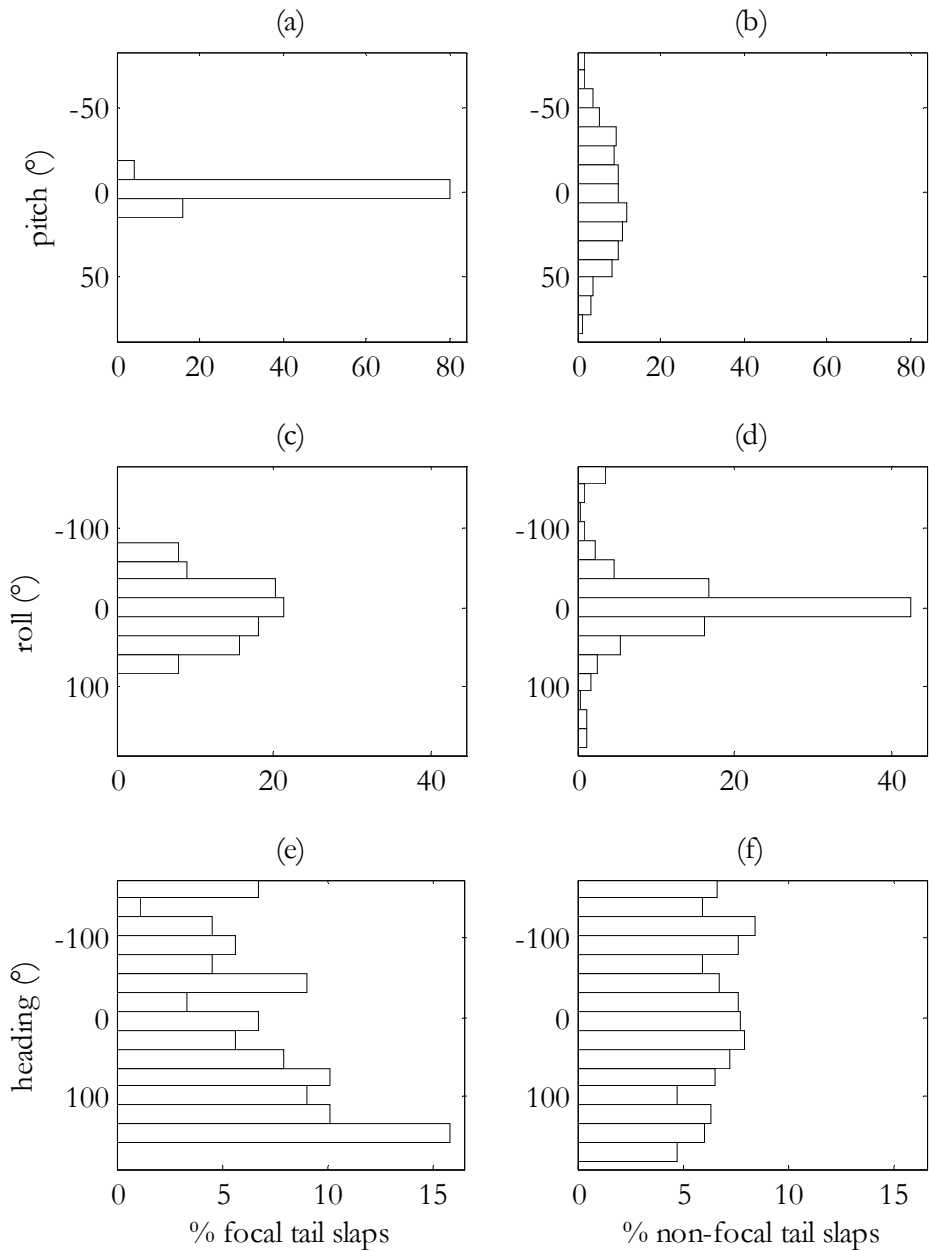 (a)
(b)
-50
0
50
pitch (°)
0 20 40 60 80
-50
0
50
0 20 40 60 80
(c)
(d)
-100
0
100
roll (°)
0 20 40
-100
0
100
0 20 40
(e)
(f)
-100
0
100
heading (°)
0 5 10 15
% focal tail slaps
-100
0
100
0 5 10 15
% non-focal tail slaps